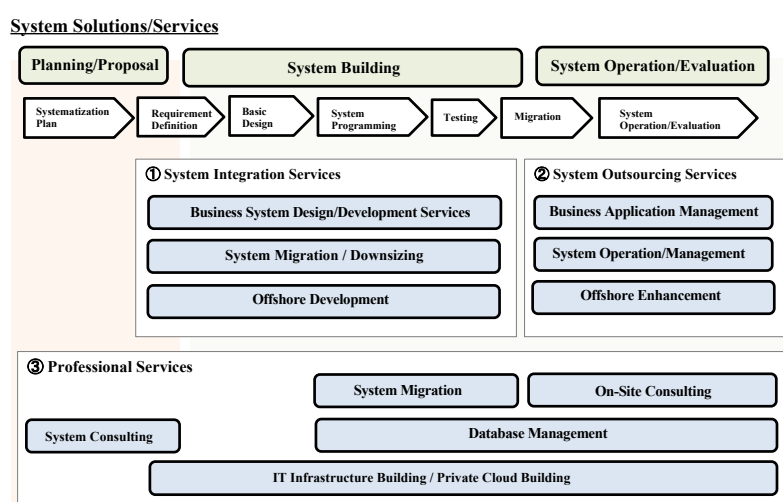 System Solutions/Services
Planning/Proposal
System Building
System Operation/Evaluation
Systematization
Plan
Requirement
Definition
Basic
Design
System
Programming
Testing
Migration
System
Operation/Evaluation
① System Integration Services
Business System Design/Development Services
System Migration / Downsizing
Offshore Development
② System Outsourcing Services
Business Application Management
System Operation/Management
Offshore Enhancement
③ Professional Services
System Migration
On-Site Consulting
System Consulting
Database Management
IT Infrastructure Building / Private Cloud Building